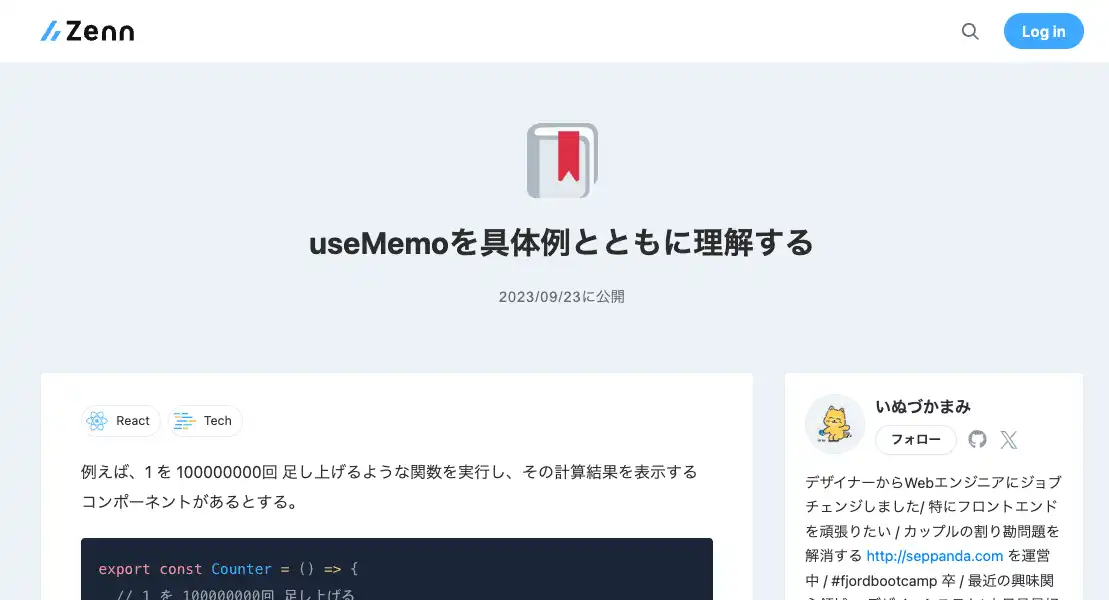 Zenn
Log in
useMemoを具体例とともに理解する
2023/09/23に公開
React
Tech
例えば、1 を 100000000回 足し上げるような関数を実行し、その計算結果を表示する
コンポーネントがあるとする。
export const Counter = () => {
// 1 を 100000000回 足し上げる
いぬづかまみ
フォロー
デザイナーからWebエンジニアにジョブ
チェンジしました/ 特にフロントエンド
を頑張りたい / カップルの割り勘問題を
解消する http://seppanda.com を運営
中 / #fjordbootcamp 卒 / 最近の興味関